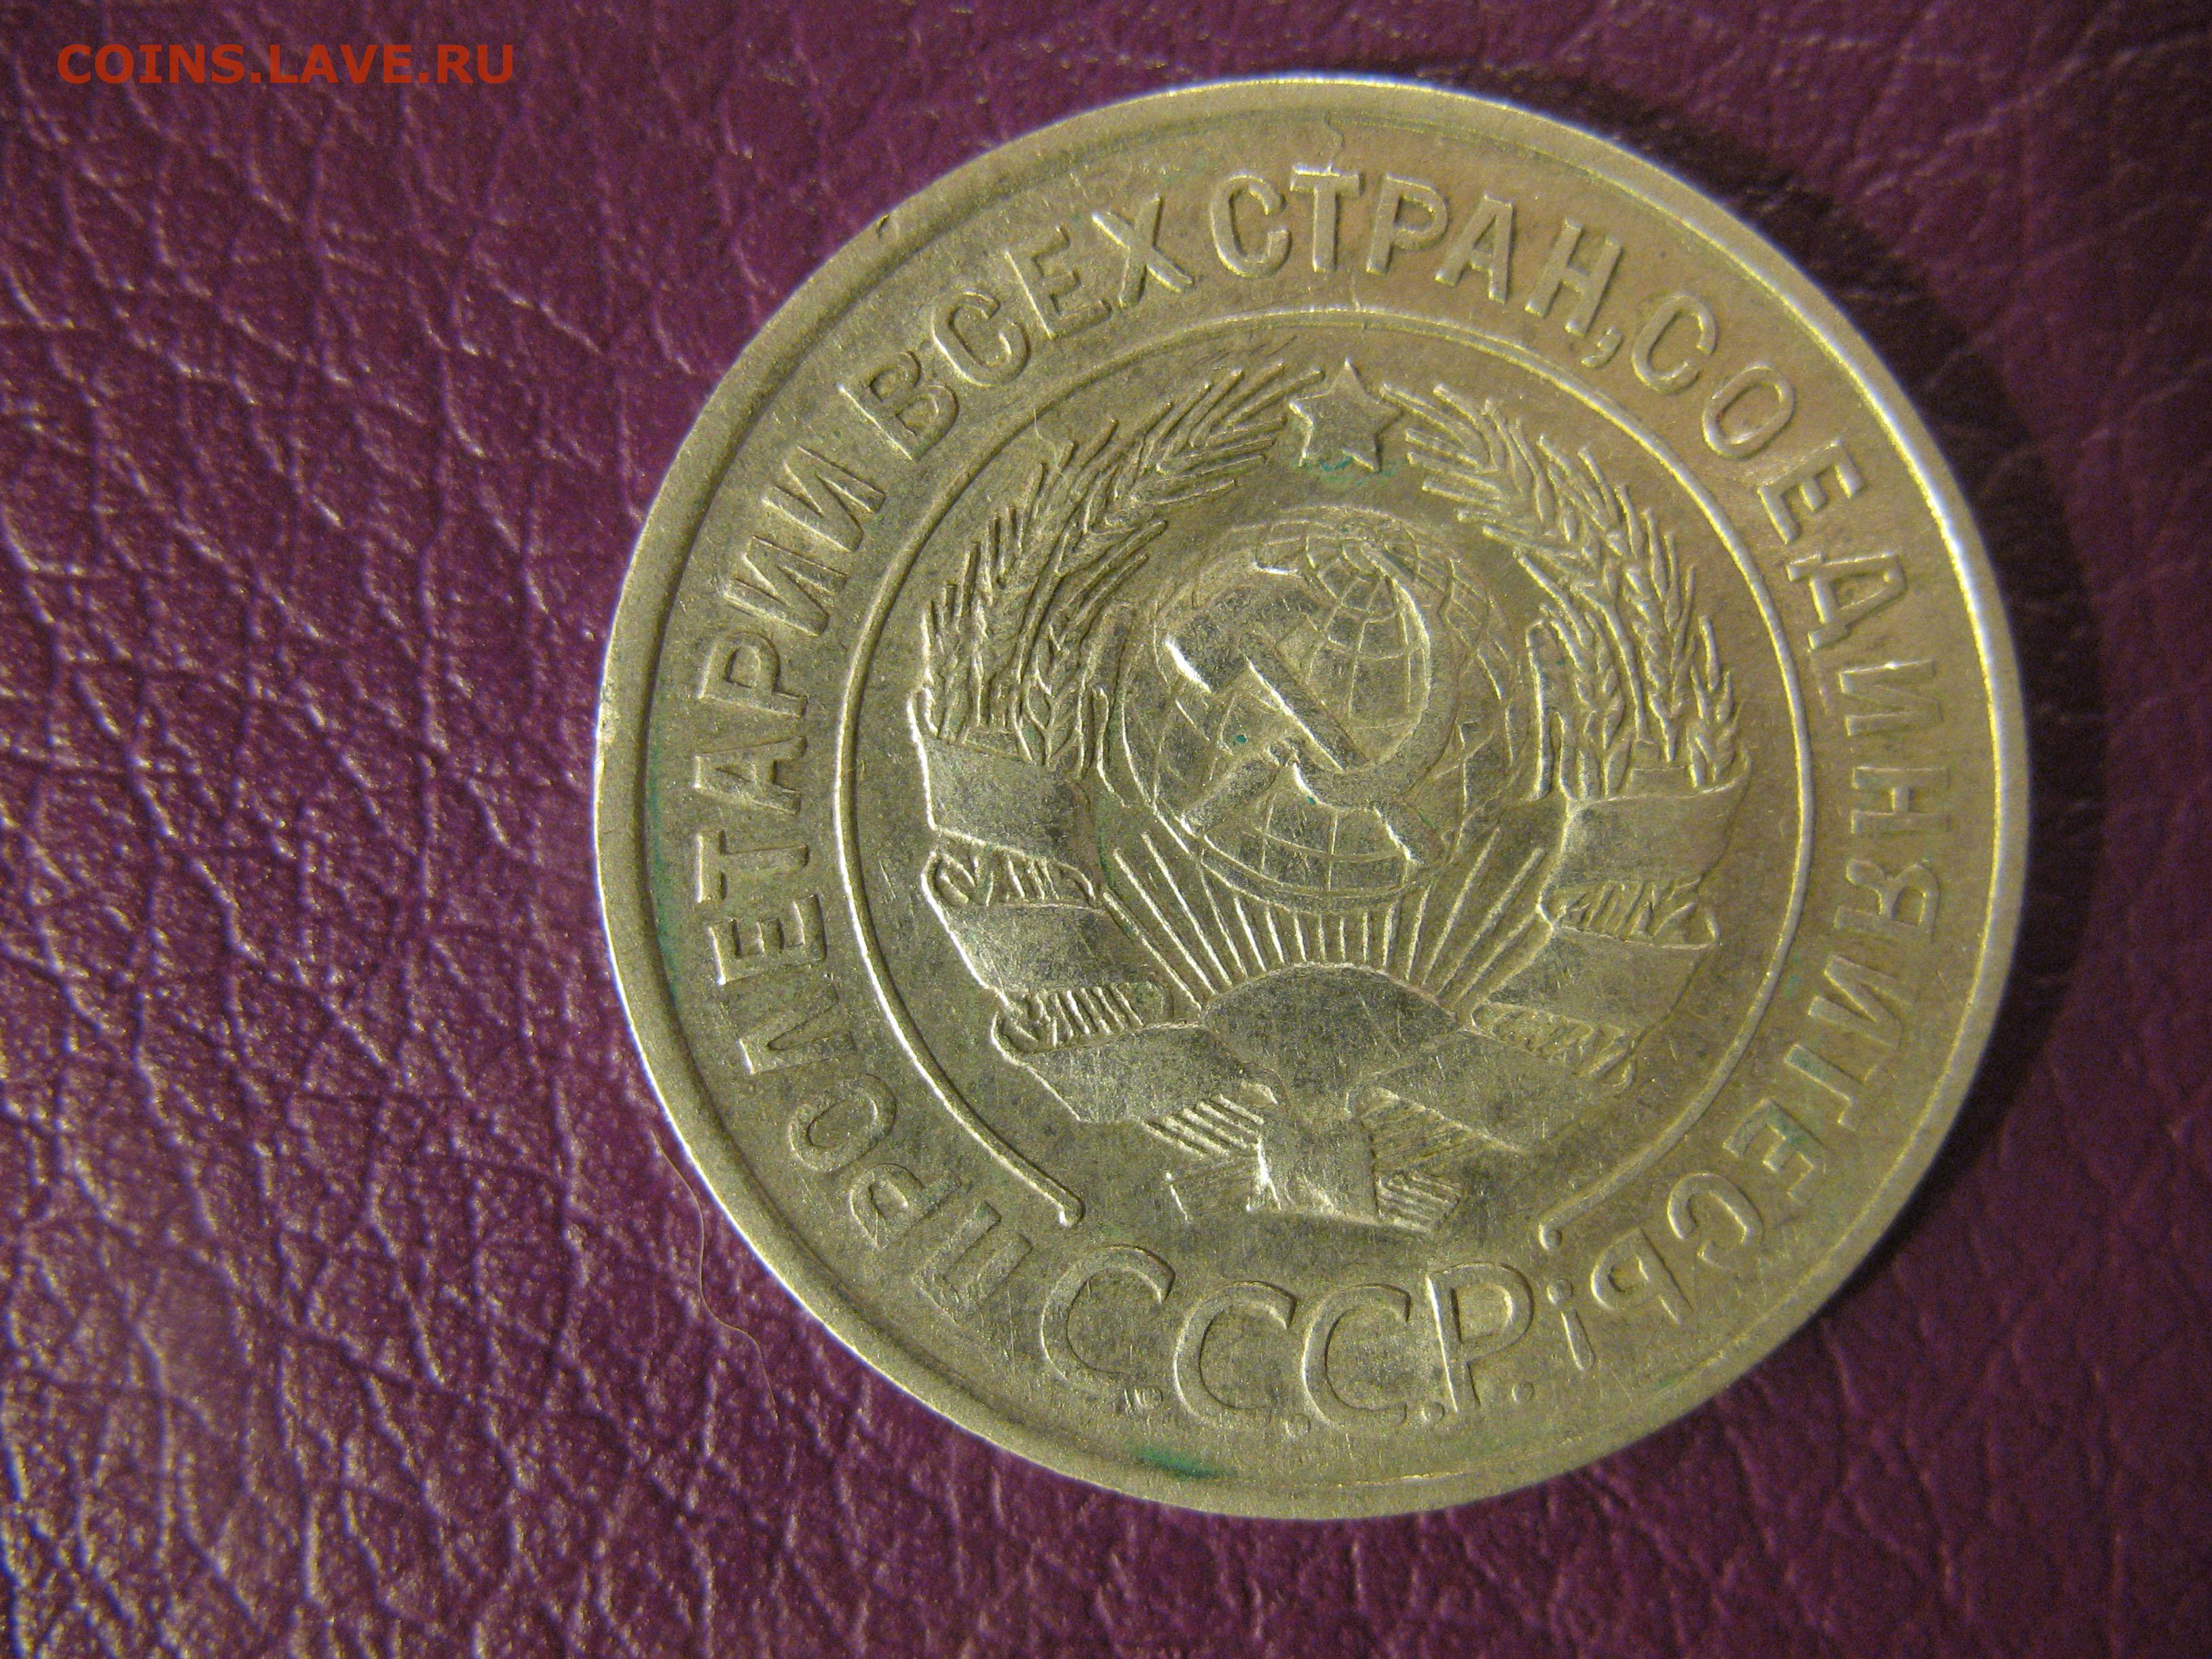 COINS.LAVE.RU
ПРОЛЕТАРИИ ВСЕХ СТРАН, СОЕДИНЯЙТЕСЬ!
С.С.С.Р.